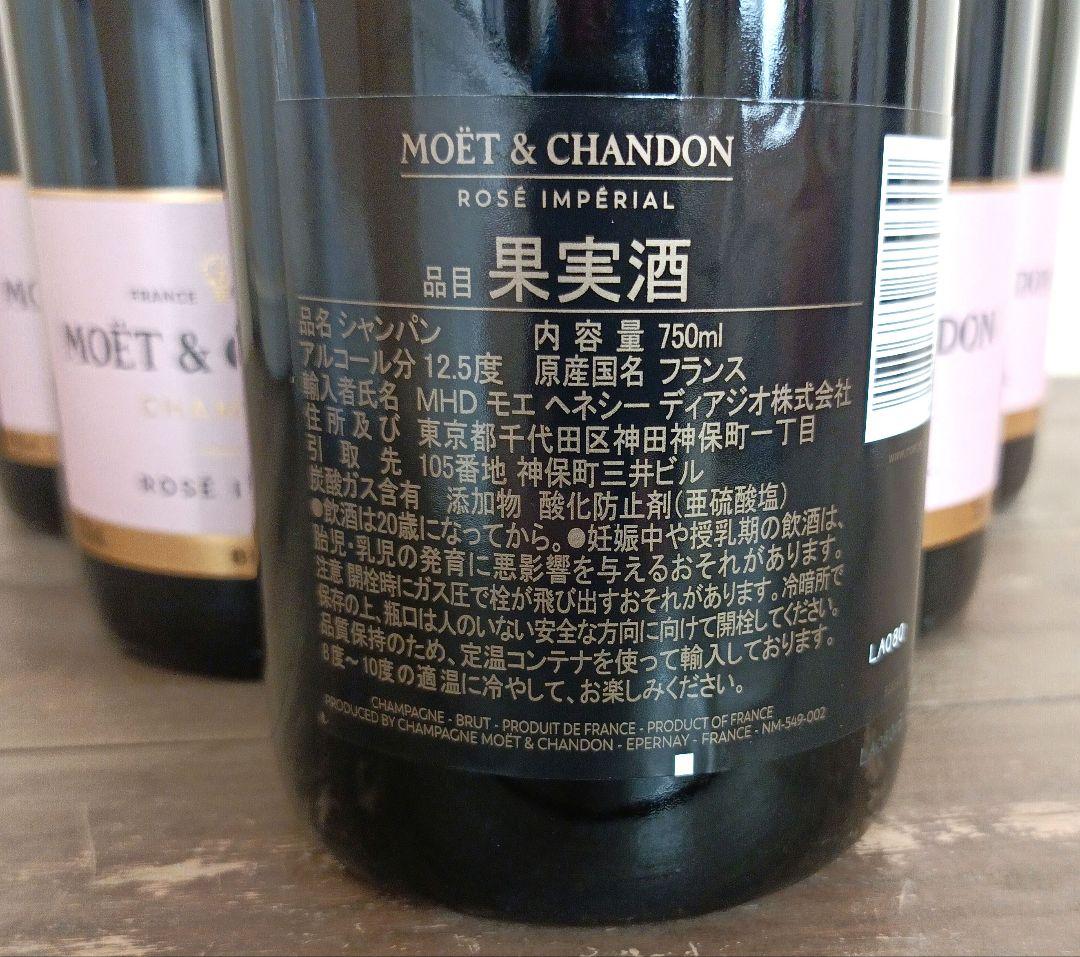 MOËT & CHANDON
ROSÉ IMPÉRIAL
品目 果実酒
品名 シャンパン 内容量 750ml
アルコール分 12.5度 原産国名 フランス
輸入者氏名 MHD モエ ヘネシー ディアジオ株式会社
住所及び 東京都千代田区神田神保町一丁目
引取先 105番地 神保町三井ビル
炭酸ガス含有 添加物 酸化防止剤(亜硫酸塩)
●飲酒は20歳になってから。●妊娠中や授乳期の飲酒は、
胎児・乳児の発育に悪影響を与えるおそれがあります。
注意 開栓時にガス圧で栓が飛び出すおそれがあります。冷暗所で
保存の上、瓶口は人のいない安全な方向に向けて開栓してください。
品質保持のため、定温コンテナを使って輸入しております。
8度〜10度の適温に冷やして、お楽しみください。
CHAMPAGNE - BRUT - PRODUIT DE FRANCE - PRODUCT OF FRANCE
PRODUCED BY CHAMPAGNE MOËT & CHANDON - EPERNAY - FRANCE - NM-549-002
LA080
FRANCE
MOËT &
CHAM
ROSÉ I
DON